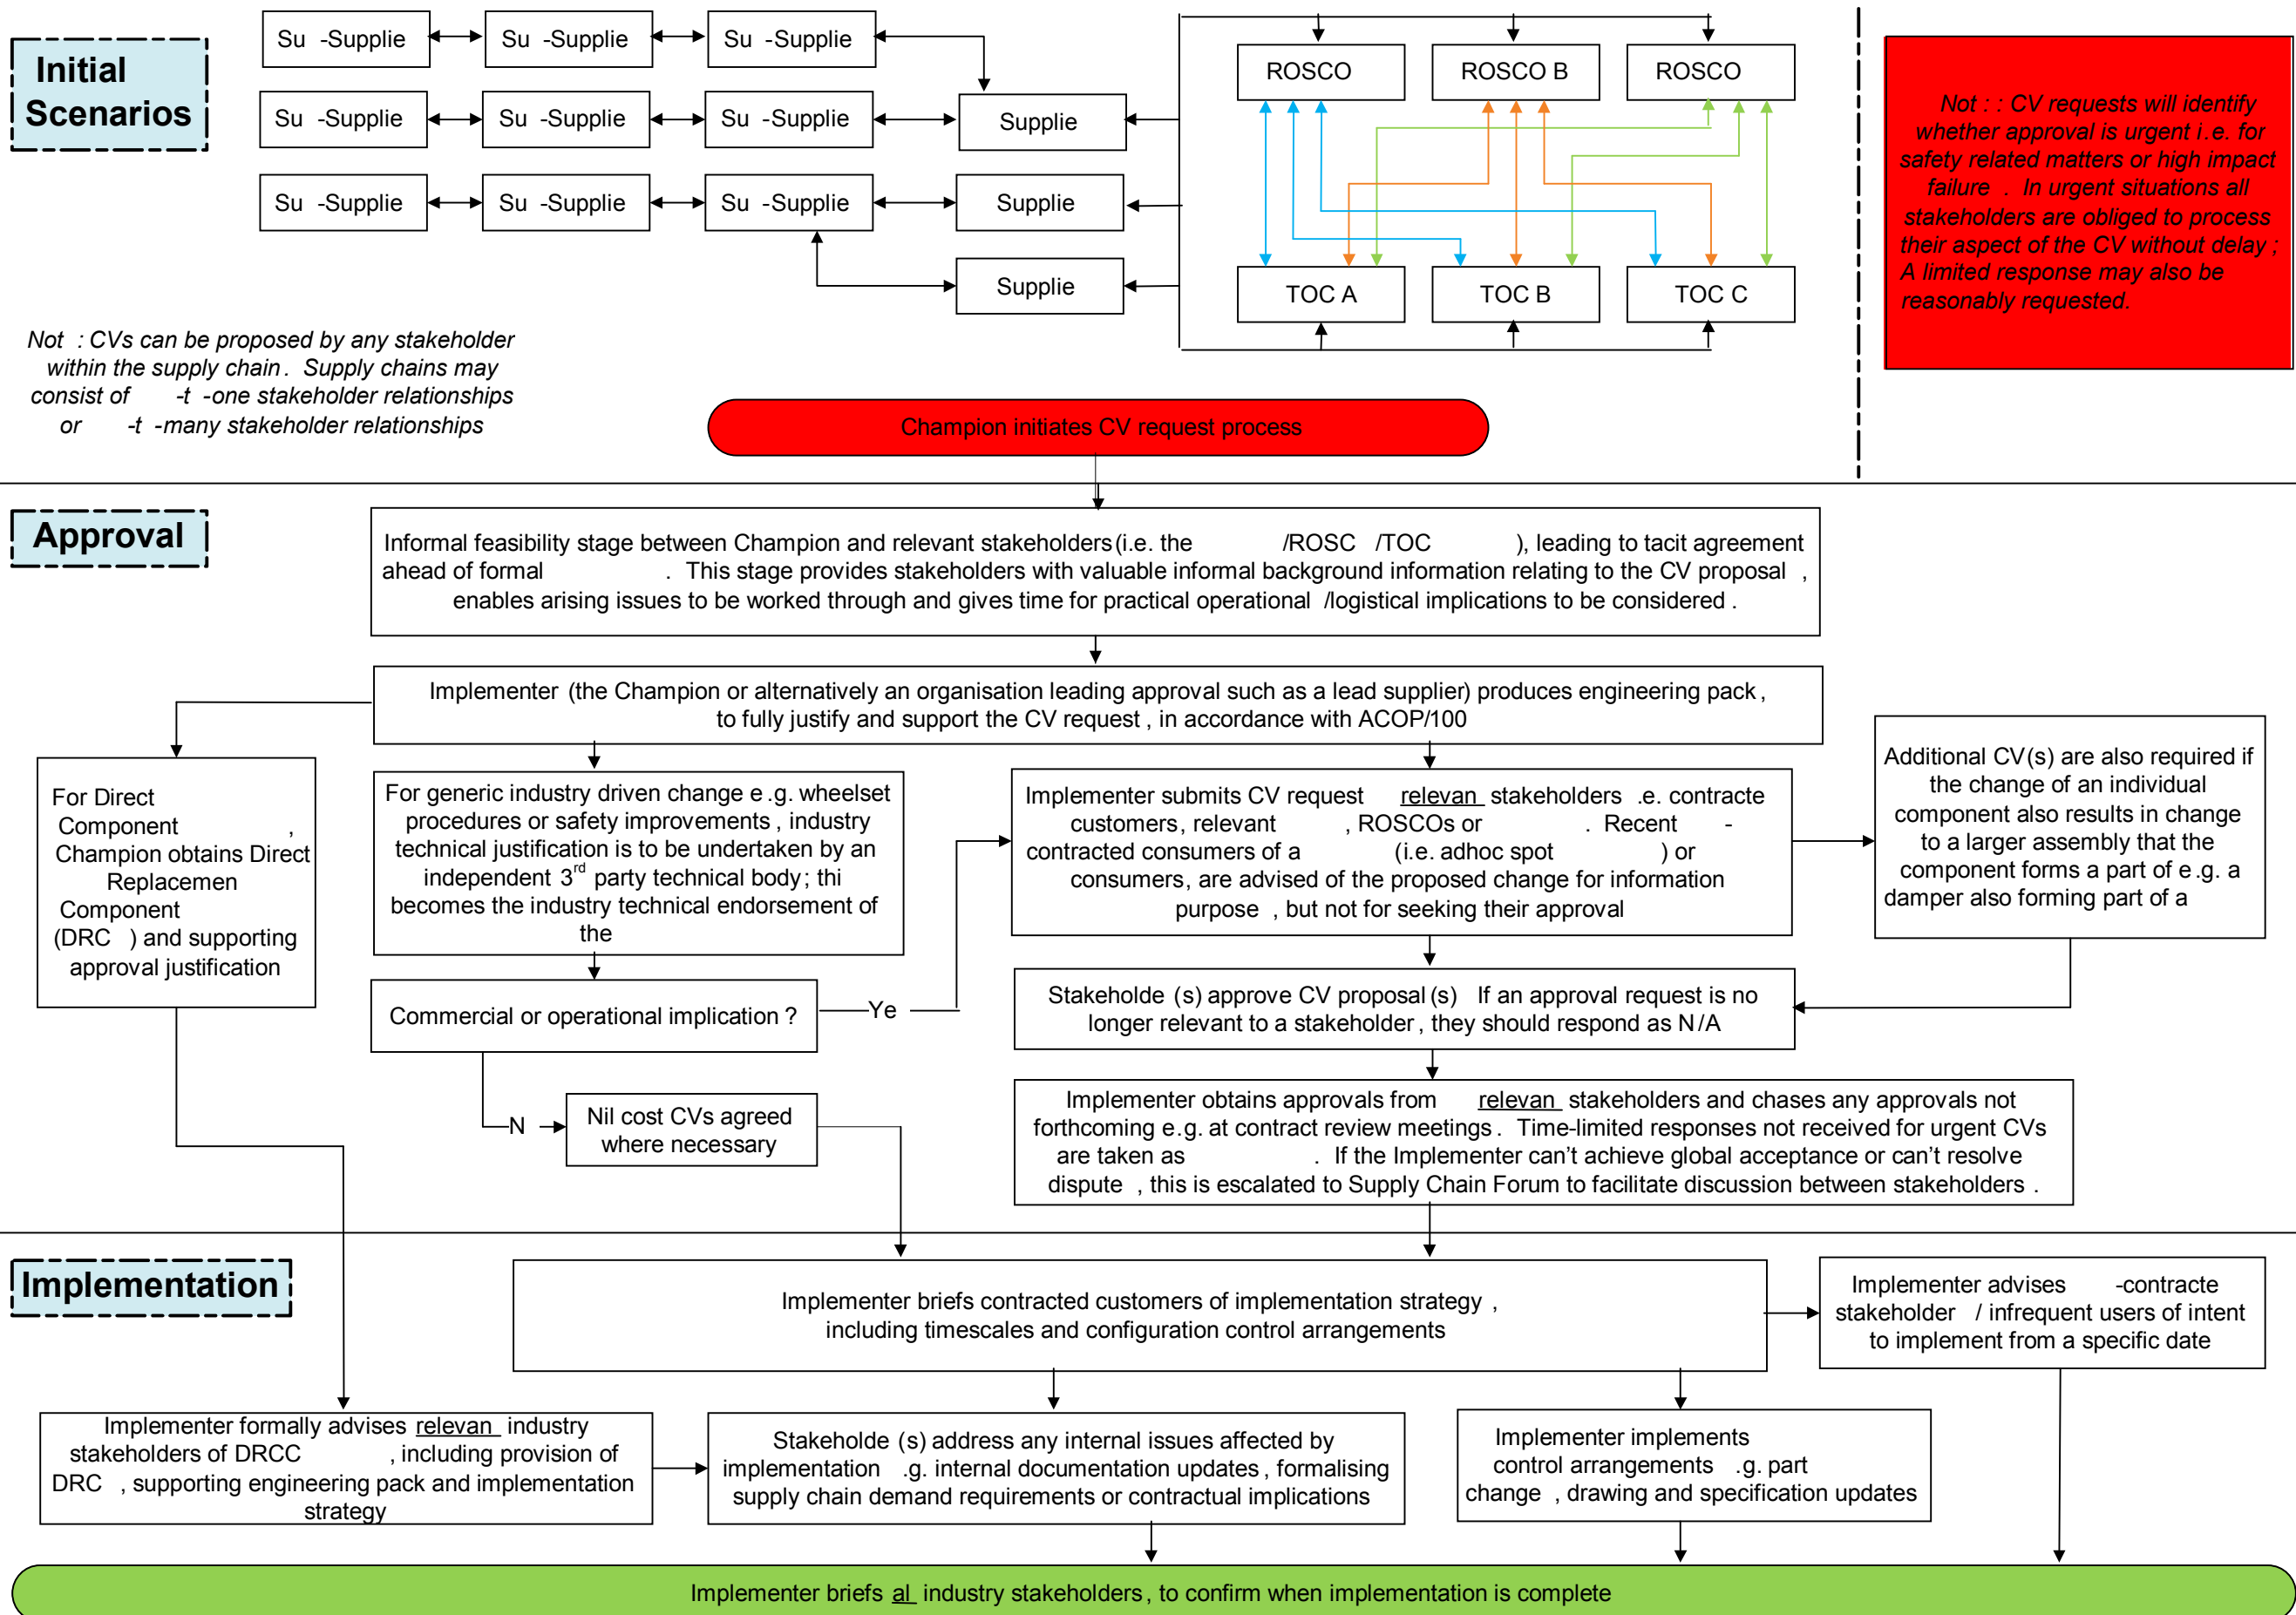 Initial
Scenarios
Su -Supplie
Su -Supplie
Su -Supplie
Su -Supplie
Su -Supplie
Su -Supplie
Supplie
Su -Supplie
Su -Supplie
Su -Supplie
Supplie
Supplie
ROSCO
ROSCO B
ROSCO
TOC A
TOC B
TOC C
Not : : CV requests will identify
whether approval is urgent i.e. for
safety related matters or high impact
failure . In urgent situations all
stakeholders are obliged to process
their aspect of the CV without delay ;
A limited response may also be
reasonably requested.
Not : CVs can be proposed by any stakeholder
within the supply chain. Supply chains may
consist of -t -one stakeholder relationships
or -t -many stakeholder relationships
Champion initiates CV request process
Approval
Informal feasibility stage between Champion and relevant stakeholders (i.e. the /ROSC /TOC ), leading to tacit agreement
ahead of formal . This stage provides stakeholders with valuable informal background information relating to the CV proposal ,
enables arising issues to be worked through and gives time for practical operational /logistical implications to be considered .
Implementer (the Champion or alternatively an organisation leading approval such as a lead supplier) produces engineering pack ,
to fully justify and support the CV request , in accordance with ACOP/100
For Direct
Component ,
Champion obtains Direct
Replacemen
Component
(DRC ) and supporting
approval justification
For generic industry driven change e .g. wheelset
procedures or safety improvements , industry
technical justification is to be undertaken by an
independent 3rd party technical body; thi
becomes the industry technical endorsement of
the
Implementer submits CV request relevan stakeholders .e. contracte
customers, relevant , ROSCOs or . Recent -
contracted consumers of a (i.e. adhoc spot ) or
consumers, are advised of the proposed change for information
purpose , but not for seeking their approval
Additional CV(s) are also required if
the change of an individual
component also results in change
to a larger assembly that the
component forms a part of e.g. a
damper also forming part of a
Commercial or operational implication ?
Ye
Stakeholde (s) approve CV proposal (s) If an approval request is no
longer relevant to a stakeholder, they should respond as N/A
N
Nil cost CVs agreed
where necessary
Implementer obtains approvals from relevan stakeholders and chases any approvals not
forthcoming e.g. at contract review meetings . Time-limited responses not received for urgent CVs
are taken as . If the Implementer can't achieve global acceptance or can't resolve
dispute , this is escalated to Supply Chain Forum to facilitate discussion between stakeholders .
Implementation
Implementer briefs contracted customers of implementation strategy ,
including timescales and configuration control arrangements
Implementer advises -contracte
stakeholder / infrequent users of intent
to implement from a specific date
Implementer formally advises relevan industry
stakeholders of DRCC , including provision of
DRC , supporting engineering pack and implementation
strategy
Stakeholde (s) address any internal issues affected by
implementation .g. internal documentation updates , formalising
supply chain demand requirements or contractual implications
Implementer implements
control arrangements .g. part
change , drawing and specification updates
Implementer briefs al industry stakeholders, to confirm when implementation is complete